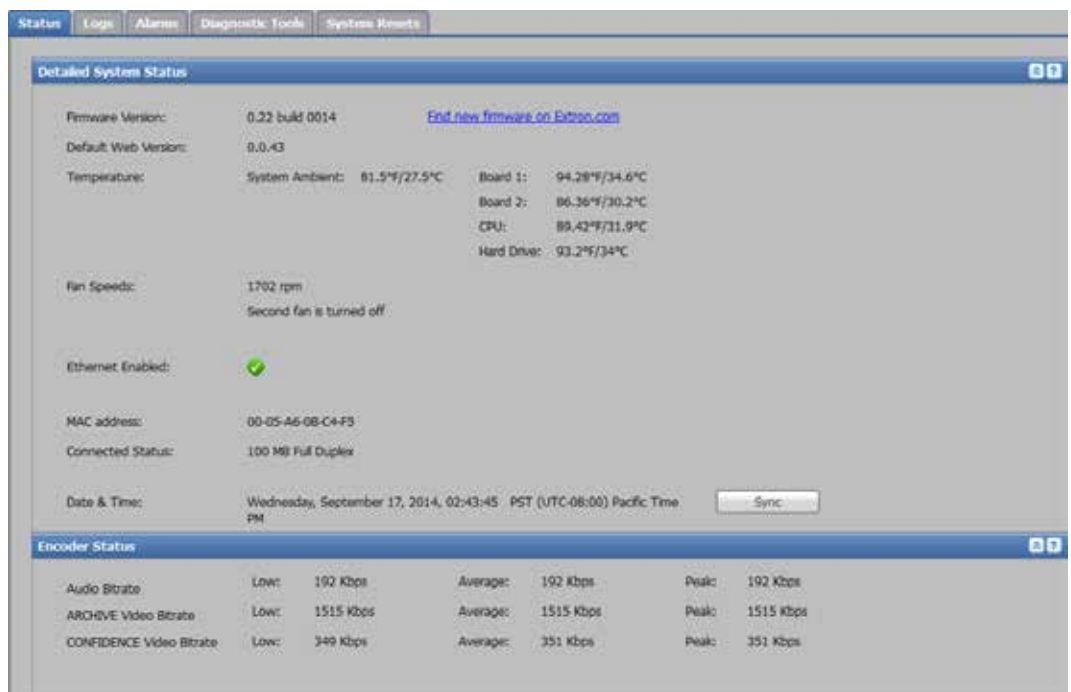 Status Logs Alarms Diagnostic Tools System Resets
Detailed System Status
Firmware Version: 0.22 build 0014 Find new firmware on Extron.com
Default Web Version: 0.0.43
Temperature: System Ambient: 81.5°F/27.5°C Board 1: 94.28°F/34.6°C
Board 2: 86.36°F/30.2°C
CPU: 89.42°F/31.9°C
Hard Drive: 93.2°F/34°C
Fan Speeds: 1702 rpm
Second fan is turned off
Ethernet Enabled:
MAC address: 00-05-A6-08-C4-F5
Connected Status: 100 MB Full Duplex
Date & Time: Wednesday, September 17, 2014, 02:43:45 PST (UTC-08:00) Pacific Time Sync
PM
Encoder Status
Audio Bitrate Low: 192 Kbps Average: 192 Kbps Peak: 192 Kbps
ARCHIVE Video Bitrate Low: 1515 Kbps Average: 1515 Kbps Peak: 1515 Kbps
CONFIDENCE Video Bitrate Low: 349 Kbps Average: 351 Kbps Peak: 351 Kbps